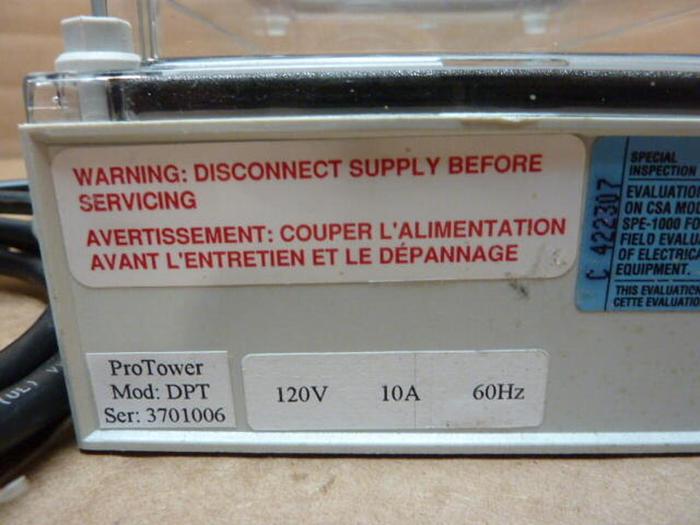 WARNING: DISCONNECT SUPPLY BEFORE
SERVICING
AVERTISSEMENT: COUPER L'ALIMENTATION
AVANT L'ENTRETIEN ET LE DÉPANNAGE
SPECIAL
INSPECTION
EVALUATION
ON CSA MOD
SPE-1000 FO
FIELD EVALU
OF ELECTRICA
EQUIPMENT.
THIS EVALUATION
CETTE EVALUATIO
C 422307
ProTower
Mod: DPT
Ser: 3701006
120V 10A 60Hz
(UL)